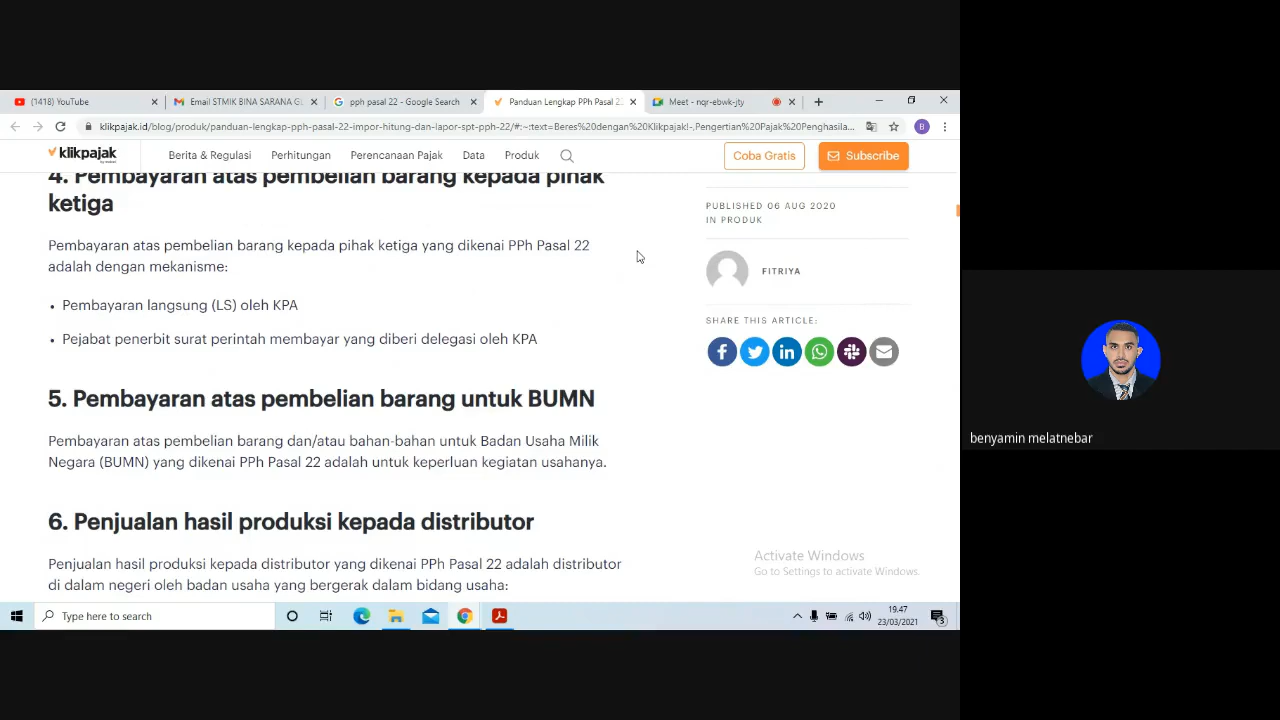 (1418) YouTube
Email STMIK BINA SARANA GL
pph pasal 22 - Google Search
Panduan Lengkap PPh Pasal 22
Meet - nqr-ebwk-jty
klikpajak.id/blog/produk/panduan-lengkap-pph-pasal-22-impor-hitung-dan-lapor-spt-pph-22/#:~:text=Beres%20dengan%20Klikpajak!-,Pengertian%20Pajak%20Penghasila...
B
klikpajak
Berita & Regulasi
Perhitungan
Perencanaan Pajak
Data
Produk
Coba Gratis
Subscribe
4. Pembayaran atas pembelian barang kepada pihak
ketiga
Pembayaran atas pembelian barang kepada pihak ketiga yang dikenai PPh Pasal 22
adalah dengan mekanisme:
• Pembayaran langsung (LS) oleh KPA
• Pejabat penerbit surat perintah membayar yang diberi delegasi oleh KPA
5. Pembayaran atas pembelian barang untuk BUMN
Pembayaran atas pembelian barang dan/atau bahan-bahan untuk Badan Usaha Milik
Negara (BUMN) yang dikenai PPh Pasal 22 adalah untuk keperluan kegiatan usahanya.
6. Penjualan hasil produksi kepada distributor
Penjualan hasil produksi kepada distributor yang dikenai PPh Pasal 22 adalah distributor
di dalam negeri oleh badan usaha yang bergerak dalam bidang usaha:
PUBLISHED 06 AUG 2020
IN PRODUK
FITRIYA
SHARE THIS ARTICLE:
Activate Windows
Go to Settings to activate Windows.
Type here to search
19.47
23/03/2021
3
benyamin melatnebar